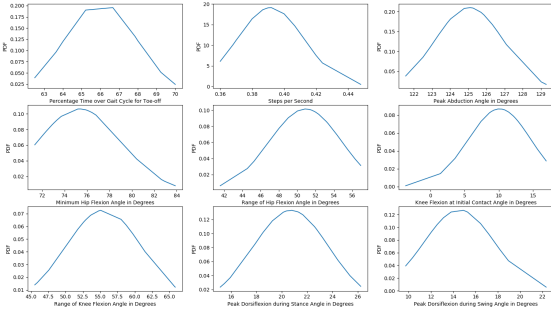 0.200
0.175
0.150
0.125
0.100
0.075
0.050
0.025
PDF
63 64 65 66 67 68 69 70
Percentage Time over Gait Cycle for Toe-off
20
15
10
5
0
PDF
0.36 0.38 0.40 0.42 0.44
Steps per Second
0.20
0.15
0.10
0.05
PDF
122 123 124 125 126 127 128 129
Peak Abduction Angle in Degrees
0.10
0.08
0.06
0.04
0.02
PDF
72 74 76 78 80 82 84
Minimum Hip Flexion Angle in Degrees
0.10
0.08
0.06
0.04
0.02
PDF
42 44 46 48 50 52 54 56
Range of Hip Flexion Angle in Degrees
0.08
0.06
0.04
0.02
0.00
PDF
0 5 10 15
Knee Flexion at Initial Contact Angle in Degrees
0.07
0.06
0.05
0.04
0.03
0.02
0.01
PDF
45.0 47.5 50.0 52.5 55.0 57.5 60.0 62.5 65.0
Range of Knee Flexion Angle in Degrees
0.12
0.10
0.08
0.06
0.04
0.02
PDF
16 18 20 22 24 26
Peak Dorsiflexion during Stance Angle in Degrees
0.12
0.10
0.08
0.06
0.04
0.02
0.00
PDF
10 12 14 16 18 20 22
Peak Dorsiflexion during Swing Angle in Degrees